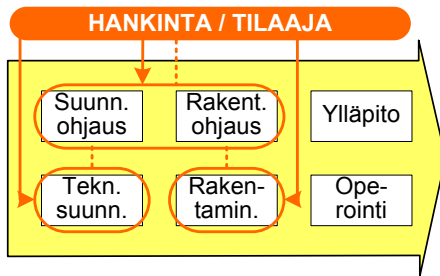 HANKINTA / TILAAJA
Suunn.
ohjaus
Rakent.
ohjaus
Ylläpito
Tekn.
suunn.
Raken-
tamin.
Ope-
rointi